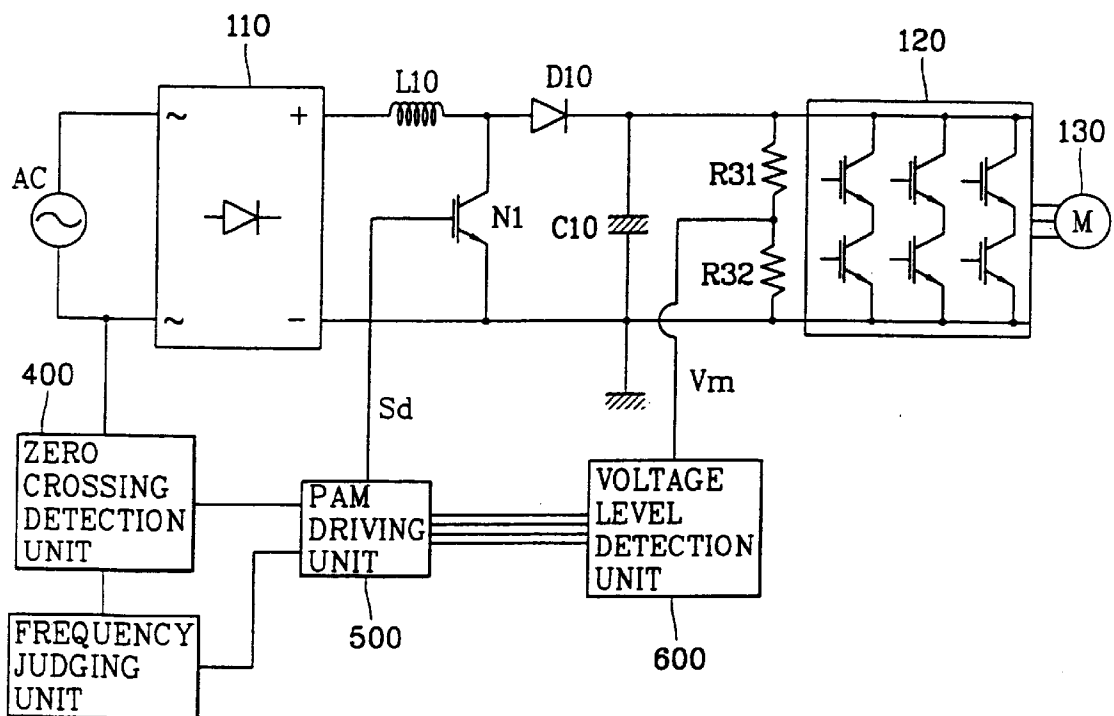 110
120
130
L10
D10
~
+
AC
R31
N1
C10
M
R32
~
-
400
Sd
Vm
ZERO
CROSSING
DETECTION
UNIT
PAM
DRIVING
UNIT
VOLTAGE
LEVEL
DETECTION
UNIT
500
600
FREQUENCY
JUDGING
UNIT